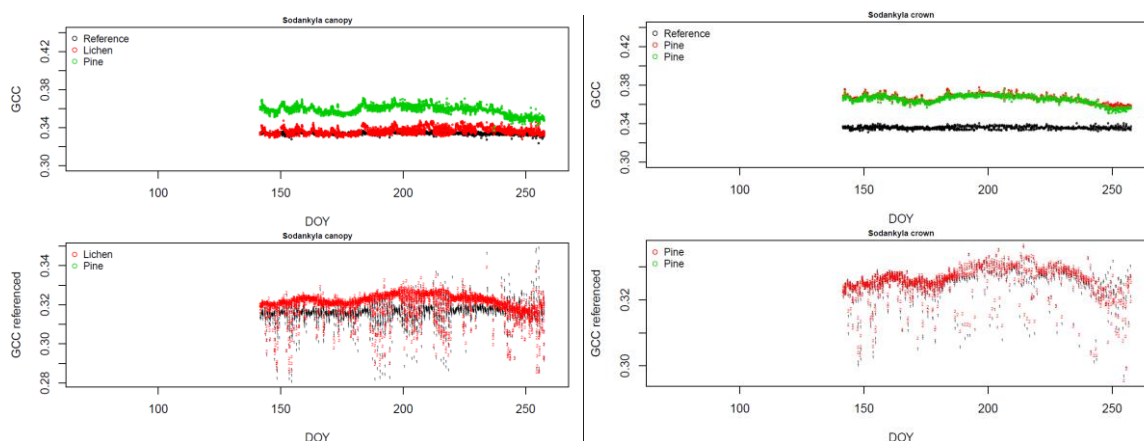 Sodankyla canopy
GCC
0.30 0.34 0.38 0.42
Reference
Lichen
Pine
100 150 200 250
DOY
Sodankyla canopy
GCC referenced
0.28 0.30 0.32 0.34
Lichen
Pine
100 150 200 250
DOY
Sodankyla crown
GCC
0.30 0.34 0.38 0.42
Reference
Pine
Pine
100 150 200 250
DOY
Sodankyla crown
GCC referenced
0.30 0.32
Pine
Pine
100 150 200 250
DOY